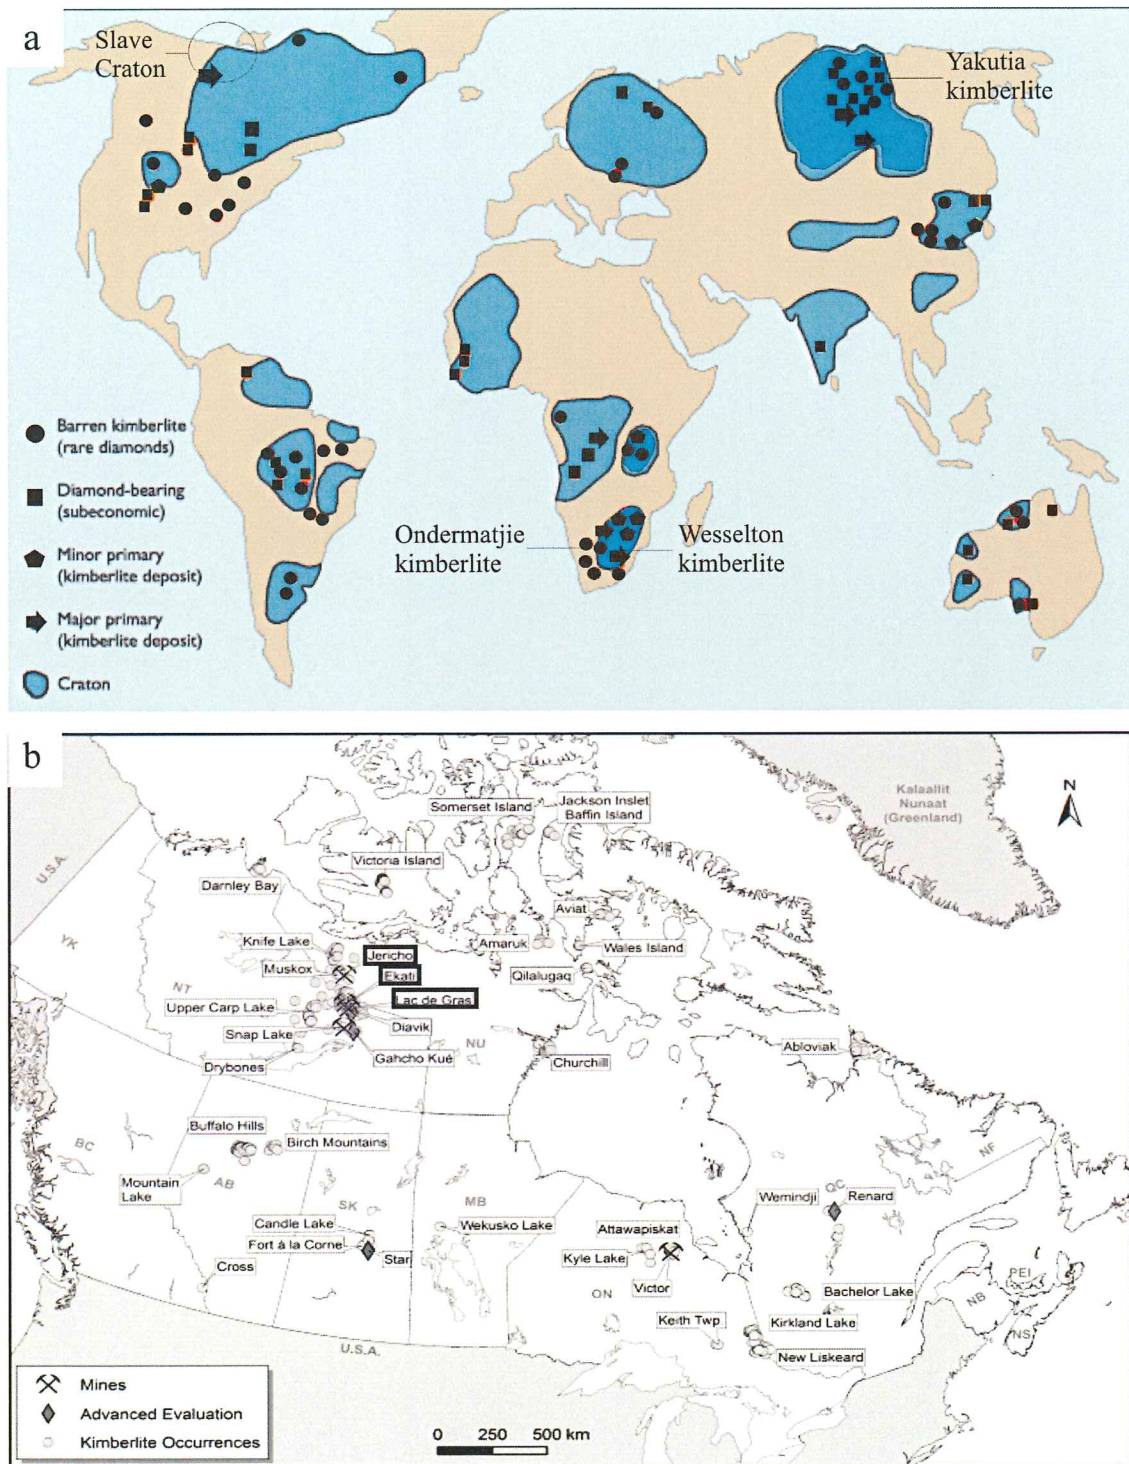 a
Slave
Craton
Yakutia
kimberlite
Ondermatjie
kimberlite
Wesselton
kimberlite
Barren kimberlite
(rare diamonds)
Diamond-bearing
(subeconomic)
Minor primary
(kimberlite deposit)
Major primary
(kimberlite deposit)
Craton
b
N
Kalaallit
Nunaat
(Greenland)
Somerset Island
Jackson Inslet
Baffin Island
U.S.A.
Victoria Island
Darnley Bay
Aviat
YK
Knife Lake
Amaruk
Wales Island
Jericho
Muskox
Ekati
Qilalugaq
NT
Lac de Gras
Upper Carp Lake
Diavik
Snap Lake
NU
Gahcho Kué
Drybones
Churchill
Abloviak
Buffalo Hills
Birch Mountains
BC
NF
Mountain
Lake
AB
SK
MB
QC
Wemindji
Renard
Candle Lake
Wekusko Lake
Attawapiskat
Fort à la Corne
Kyle Lake
Star
Cross
Victor
Bachelor Lake
PEI
ON
NB
Keith Twp.
Kirkland Lake
NS
U.S.A.
New Liskeard
Mines
Advanced Evaluation
Kimberlite Occurrences
0 250 500 km